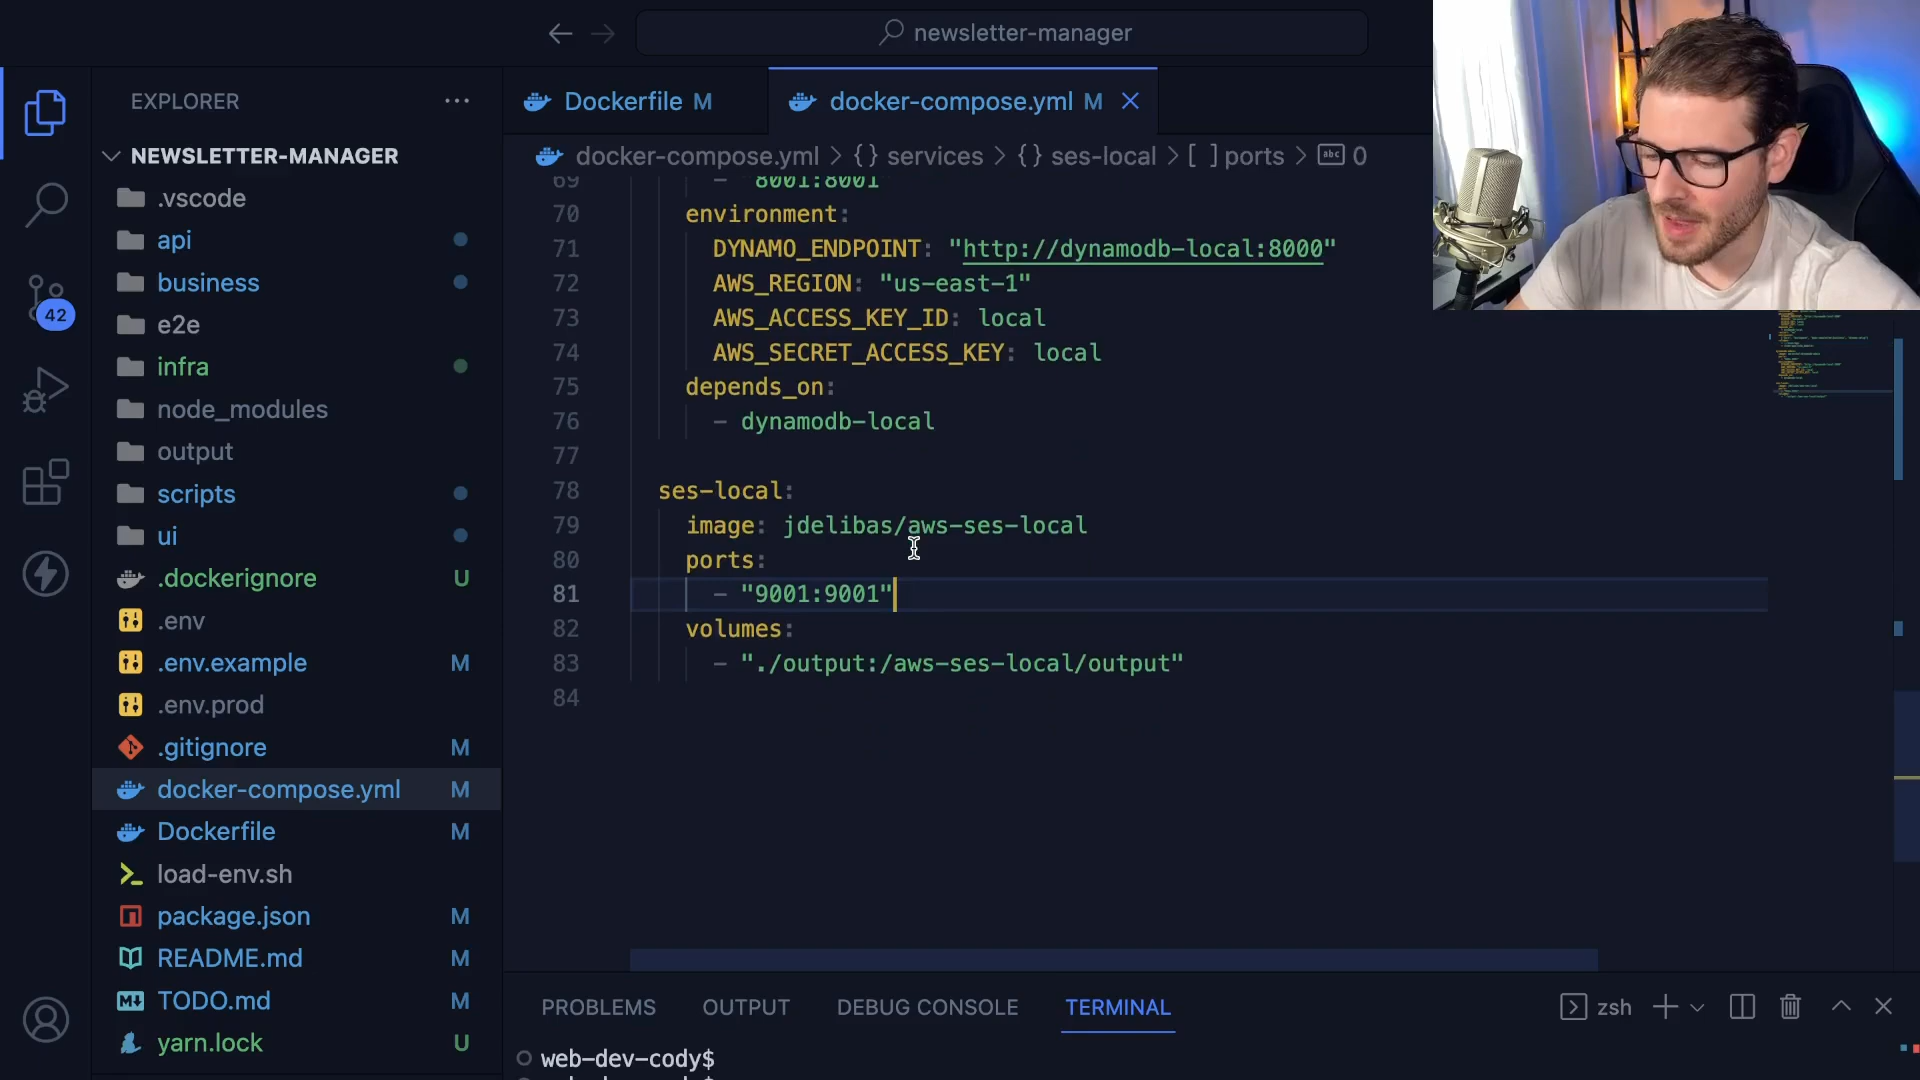 newsletter-manager
EXPLORER
Dockerfile M
docker-compose.yml M
NEWSLETTER-MANAGER
docker-compose.yml > {} services > {} ses-local > [ ] ports > abc 0
.vscode
api
business
e2e
infra
node_modules
output
scripts
ui
.dockerignore U
.env
.env.example M
.env.prod
.gitignore M
docker-compose.yml M
Dockerfile M
load-env.sh
package.json M
README.md M
TODO.md M
yarn.lock U
42
69 - "8001:8001"
70 environment:
71 DYNAMO_ENDPOINT: "http://dynamodb-local:8000"
72 AWS_REGION: "us-east-1"
73 AWS_ACCESS_KEY_ID: local
74 AWS_SECRET_ACCESS_KEY: local
75 depends_on:
76 - dynamodb-local
77
78 ses-local:
79 image: jdelibas/aws-ses-local
80 ports:
81 - "9001:9001"
82 volumes:
83 - "./output:/aws-ses-local/output"
84
PROBLEMS OUTPUT DEBUG CONSOLE TERMINAL zsh
web-dev-cody$